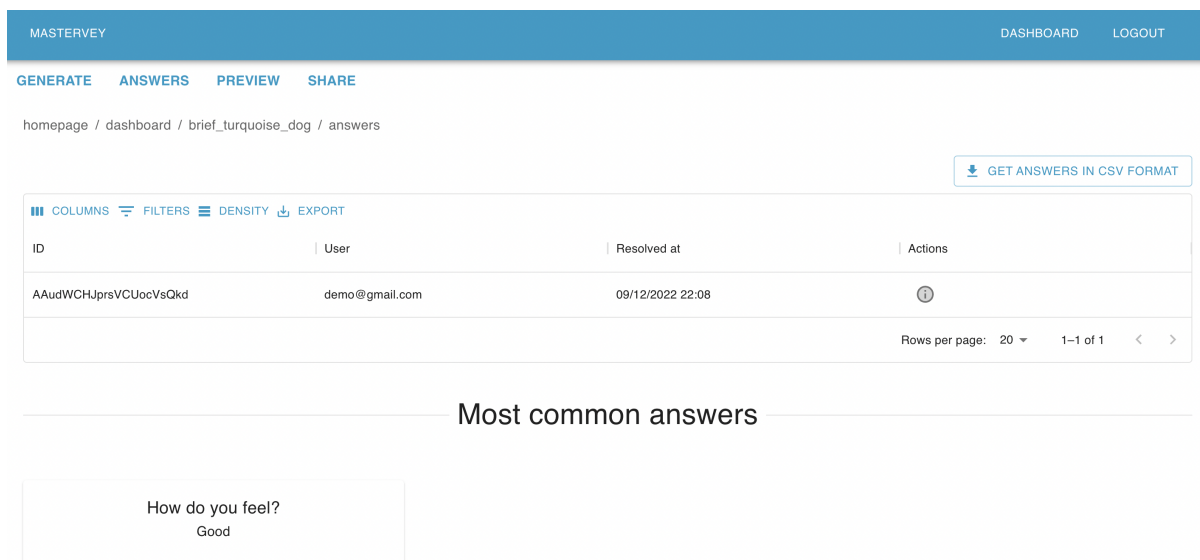 MASTERVEY DASHBOARD LOGOUT
GENERATE ANSWERS PREVIEW SHARE
homepage / dashboard / brief_turquoise_dog / answers
GET ANSWERS IN CSV FORMAT
COLUMNS FILTERS DENSITY EXPORT
ID User Resolved at Actions
AAudWCHJprsVCUocVsQkd demo@gmail.com 09/12/2022 22:08
Rows per page: 20 1–1 of 1
Most common answers
How do you feel?
Good